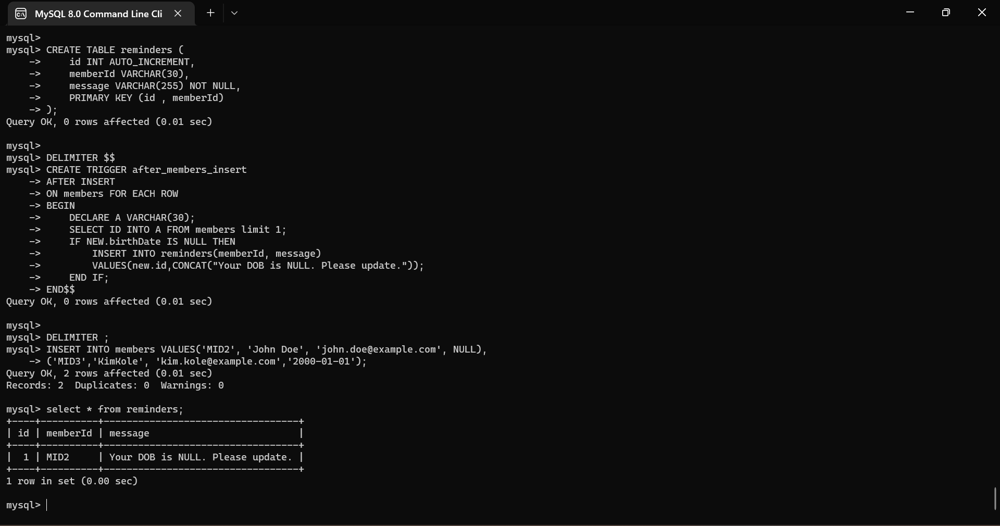 MySQL 8.0 Command Line Cli
mysql>
mysql> CREATE TABLE reminders (
    ->     id INT AUTO_INCREMENT,
    ->     memberId VARCHAR(30),
    ->     message VARCHAR(255) NOT NULL,
    ->     PRIMARY KEY (id , memberId)
    -> );
Query OK, 0 rows affected (0.01 sec)
mysql>
mysql> DELIMITER $$
mysql> CREATE TRIGGER after_members_insert
    -> AFTER INSERT
    -> ON members FOR EACH ROW
    -> BEGIN
    ->     DECLARE A VARCHAR(30);
    ->     SELECT ID INTO A FROM members limit 1;
    ->     IF NEW.birthDate IS NULL THEN
    ->         INSERT INTO reminders(memberId, message)
    ->         VALUES(new.id,CONCAT("Your DOB is NULL. Please update."));
    ->     END IF;
    -> END$$
Query OK, 0 rows affected (0.01 sec)
mysql>
mysql> DELIMITER ;
mysql> INSERT INTO members VALUES('MID2', 'John Doe', 'john.doe@example.com', NULL),
    -> ('MID3','KimKole', 'kim.kole@example.com','2000-01-01');
Query OK, 2 rows affected (0.01 sec)
Records: 2  Duplicates: 0  Warnings: 0
mysql> select * from reminders;
+----+----------+----------------------------------+
| id | memberId | message                          |
+----+----------+----------------------------------+
|  1 | MID2     | Your DOB is NULL. Please update. |
+----+----------+----------------------------------+
1 row in set (0.00 sec)
mysql>